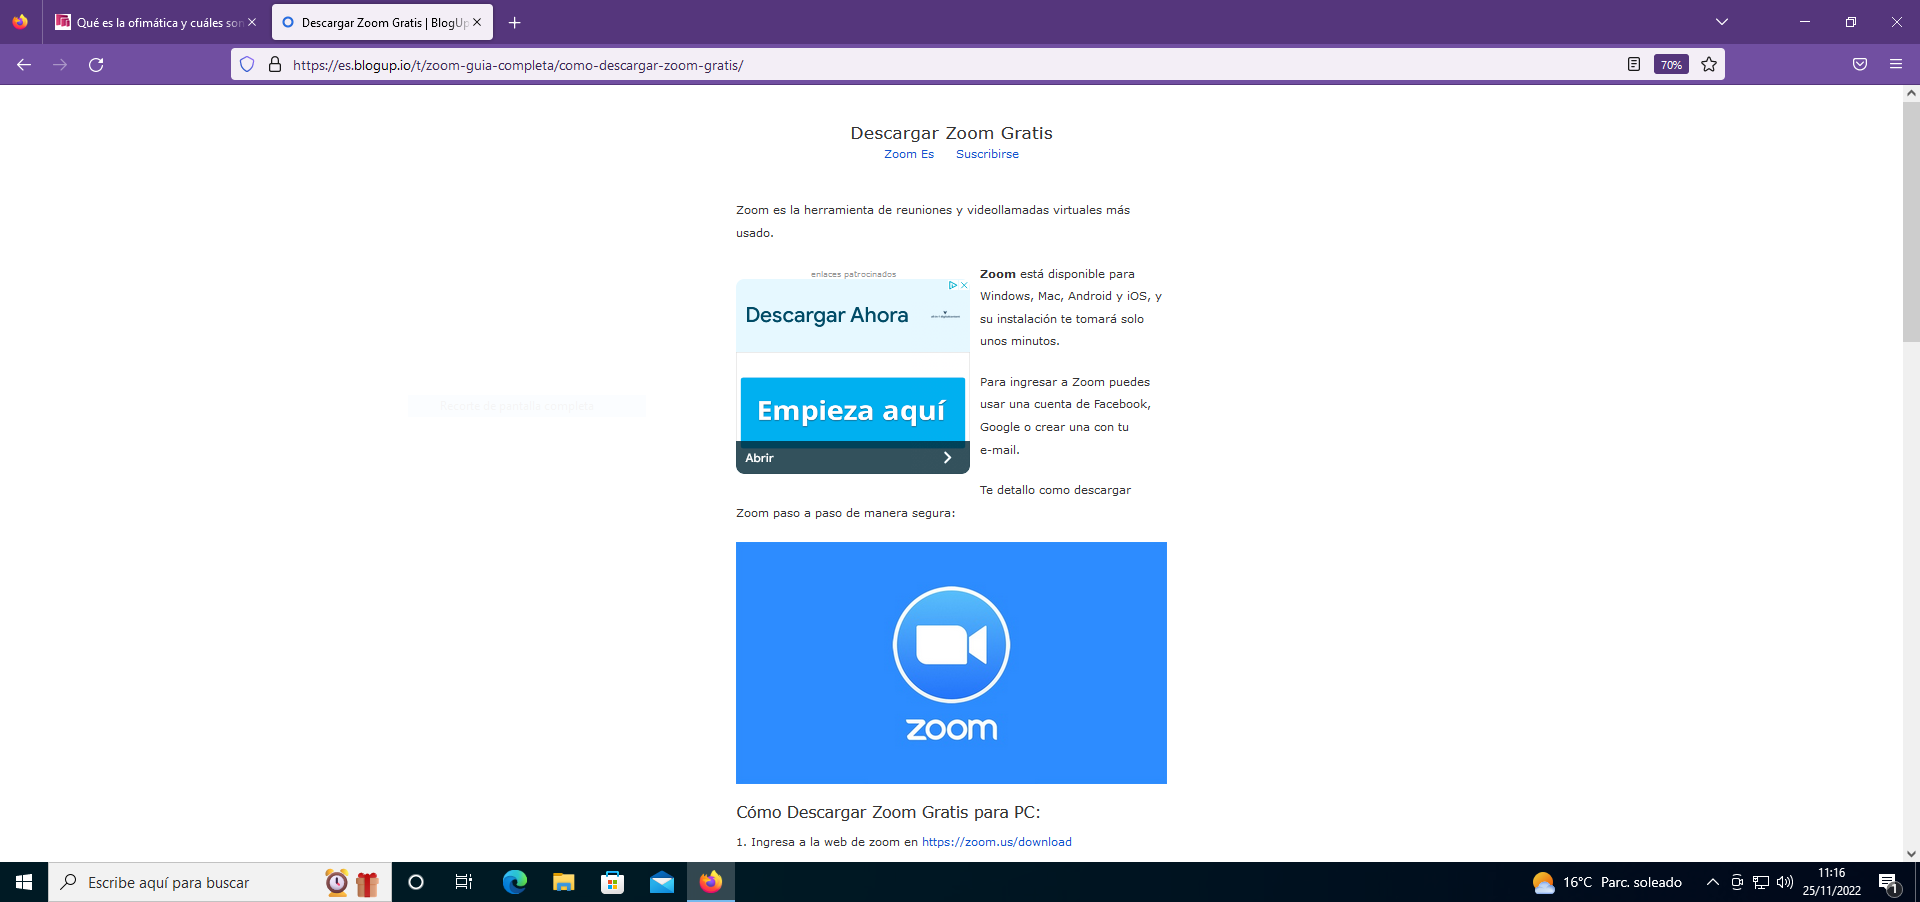 Qué es la ofimática y cuáles son
Descargar Zoom Gratis | BlogUp
https://es.blogup.io/t/zoom-guia-completa/como-descargar-zoom-gratis/
70%
Descargar Zoom Gratis
Zoom Es Suscribirse
Zoom es la herramienta de reuniones y videollamadas virtuales más
usado.
enlaces patrocinados
Descargar Ahora
Empieza aquí
Abrir
Zoom está disponible para
Windows, Mac, Android y iOS, y
su instalación te tomará solo
unos minutos.
Para ingresar a Zoom puedes
usar una cuenta de Facebook,
Google o crear una con tu
e-mail.
Te detallo como descargar
Zoom paso a paso de manera segura:
Recorte de pantalla completa
zoom
Cómo Descargar Zoom Gratis para PC:
1. Ingresa a la web de zoom en https://zoom.us/download
Escribe aquí para buscar
16°C Parc. soleado
11:16
25/11/2022
1